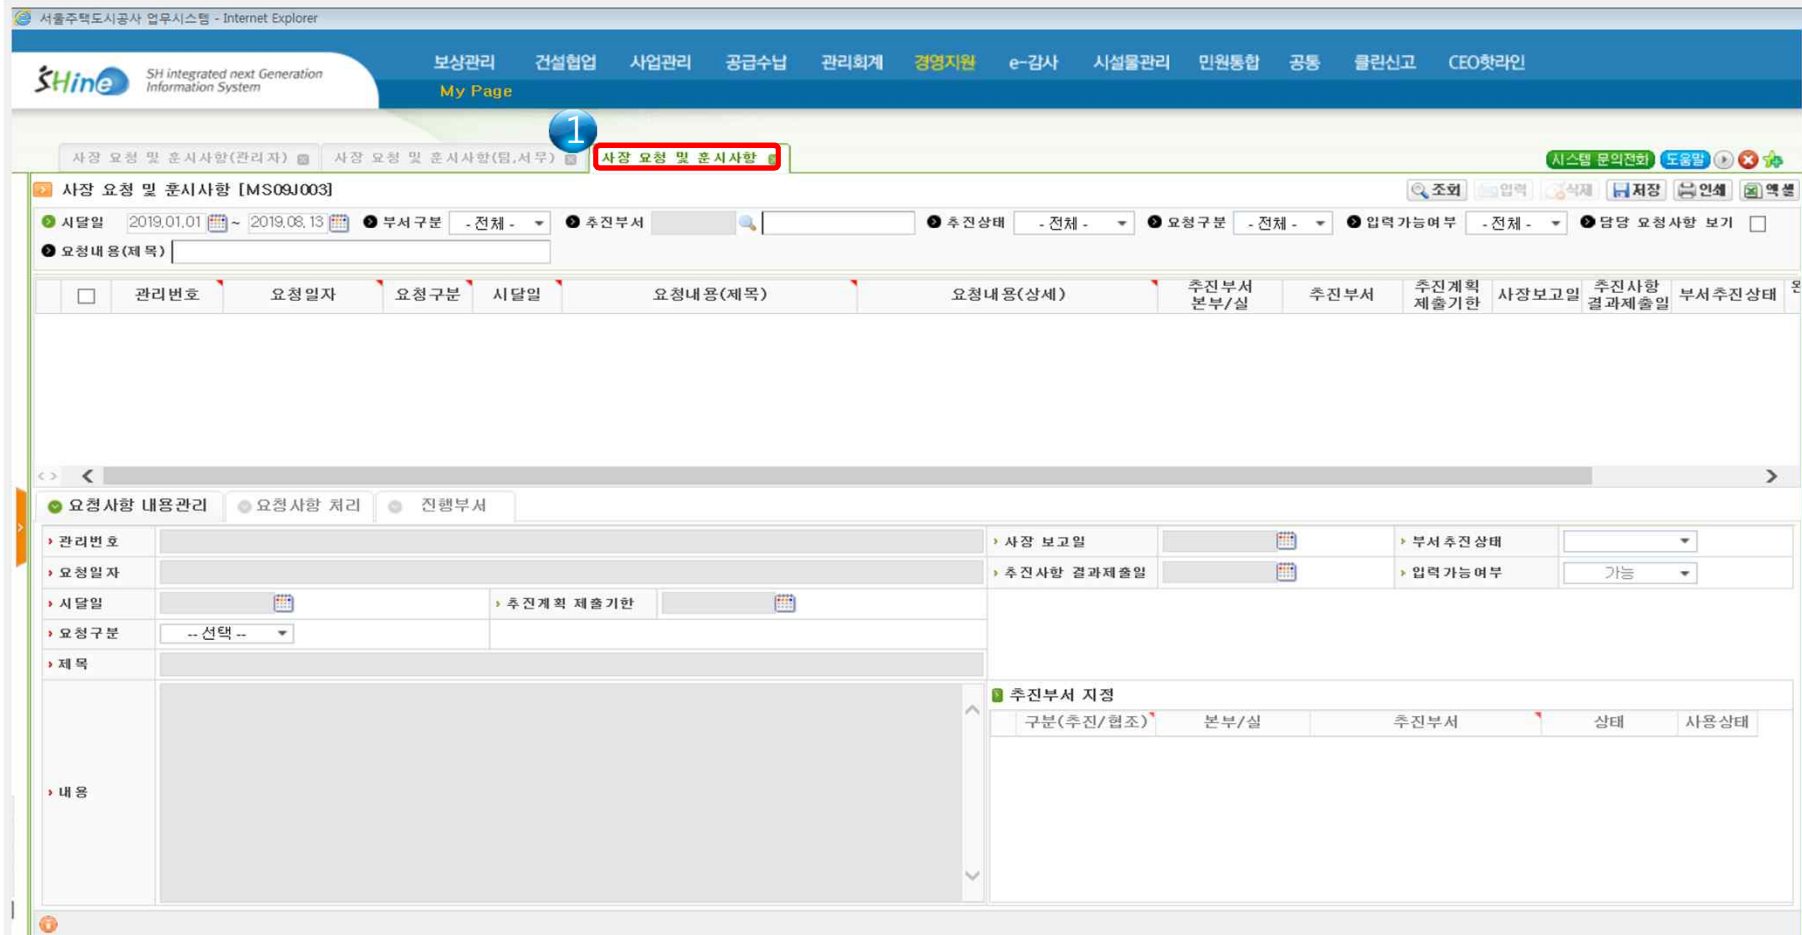 서울주택도시공사 업무시스템 - Internet Explorer
SHine SH integrated next Generation Information System
보상관리 건설협업 사업관리 공급수납 관리회계 경영지원 e-감사 시설물관리 민원통합 공통 클린신고 CEO핫라인
My Page
1
사장 요청 및 훈시사항(관리자) 사장 요청 및 훈시사항(팀,서무) 사장 요청 및 훈시사항
시스템 문의전화 도움말
사장 요청 및 훈시사항 [MS09J003]
조회 입력 삭제 저장 인쇄 엑셀
시달일 2019.01.01 ~ 2019.08.13 부서구분 - 전체 - 추진부서 추진상태 - 전체 - 요청구분 - 전체 - 입력가능여부 - 전체 - 담당 요청사항 보기
요청내용(제목)
관리번호 요청일자 요청구분 시달일 요청내용(제목) 요청내용(상세) 추진부서 본부/실 추진부서 추진계획 제출기한 사장보고일 추진사항 결과제출일 부서추진상태
요청사항 내용관리 요청사항 처리 진행부서
관리번호 사장 보고일 부서추진상태
요청일자 추진사항 결과제출일 입력가능여부 가능
시달일 추진계획 제출기한
요청구분 -- 선택 --
제목
추진부서 지정
구분(추진/협조) 본부/실 추진부서 상태 사용상태
내용